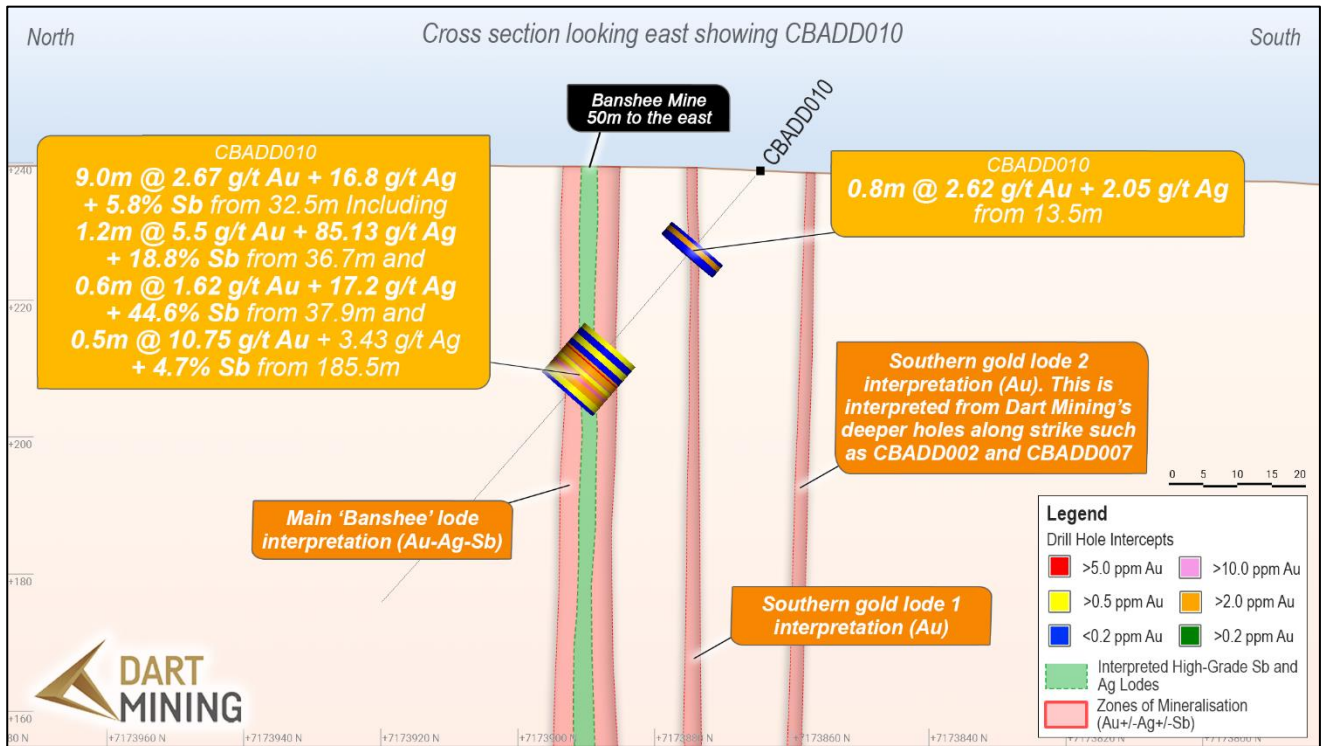 North
Cross section looking east showing CBADD010
South
Banshee Mine
50m to the east
CBADD010
CBADD010
9.0m @ 2.67 g/t Au + 16.8 g/t Ag
+ 5.8% Sb from 32.5m Including
1.2m @ 5.5 g/t Au + 85.13 g/t Ag
+ 18.8% Sb from 36.7m and
0.6m @ 1.62 g/t Au + 17.2 g/t Ag
+ 44.6% Sb from 37.9m and
0.5m @ 10.75 g/t Au + 3.43 g/t Ag
+ 4.7% Sb from 185.5m
CBADD010
0.8m @ 2.62 g/t Au + 2.05 g/t Ag
from 13.5m
+240
+220
+200
+180
+160
Southern gold lode 2
interpretation (Au). This is
interpreted from Dart Mining's
deeper holes along strike such
as CBADD002 and CBADD007
Main 'Banshee' lode
interpretation (Au-Ag-Sb)
Southern gold lode 1
interpretation (Au)
0 5 10 15 20
Legend
Drill Hole Intercepts
>5.0 ppm Au
>10.0 ppm Au
>0.5 ppm Au
>2.0 ppm Au
<0.2 ppm Au
>0.2 ppm Au
Interpreted High-Grade Sb and
Ag Lodes
Zones of Mineralisation
(Au+/-Ag+/-Sb)
DART
MINING
80 N
+7173960 N
+7173940 N
+7173920 N
+7173900 N
+7173880 N
+7173860 N
+7173840 N
+7173820 N
+7173800 N